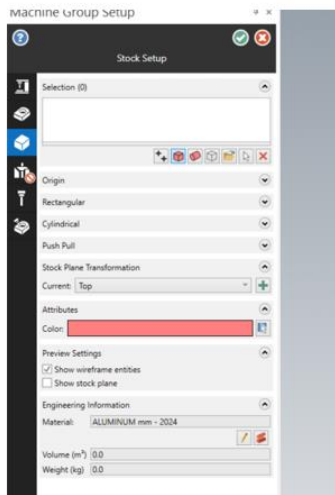 Machine Group Setup
Stock Setup
Selection (0)
Origin
Rectangular
Cylindrical
Push Pull
Stock Plane Transformation
Current: Top
Attributes
Color:
Preview Settings
Show wireframe entities
Show stock plane
Engineering Information
Material: ALUMINUM mm - 2024
Volume (m³) 0.0
Weight (kg) 0.0